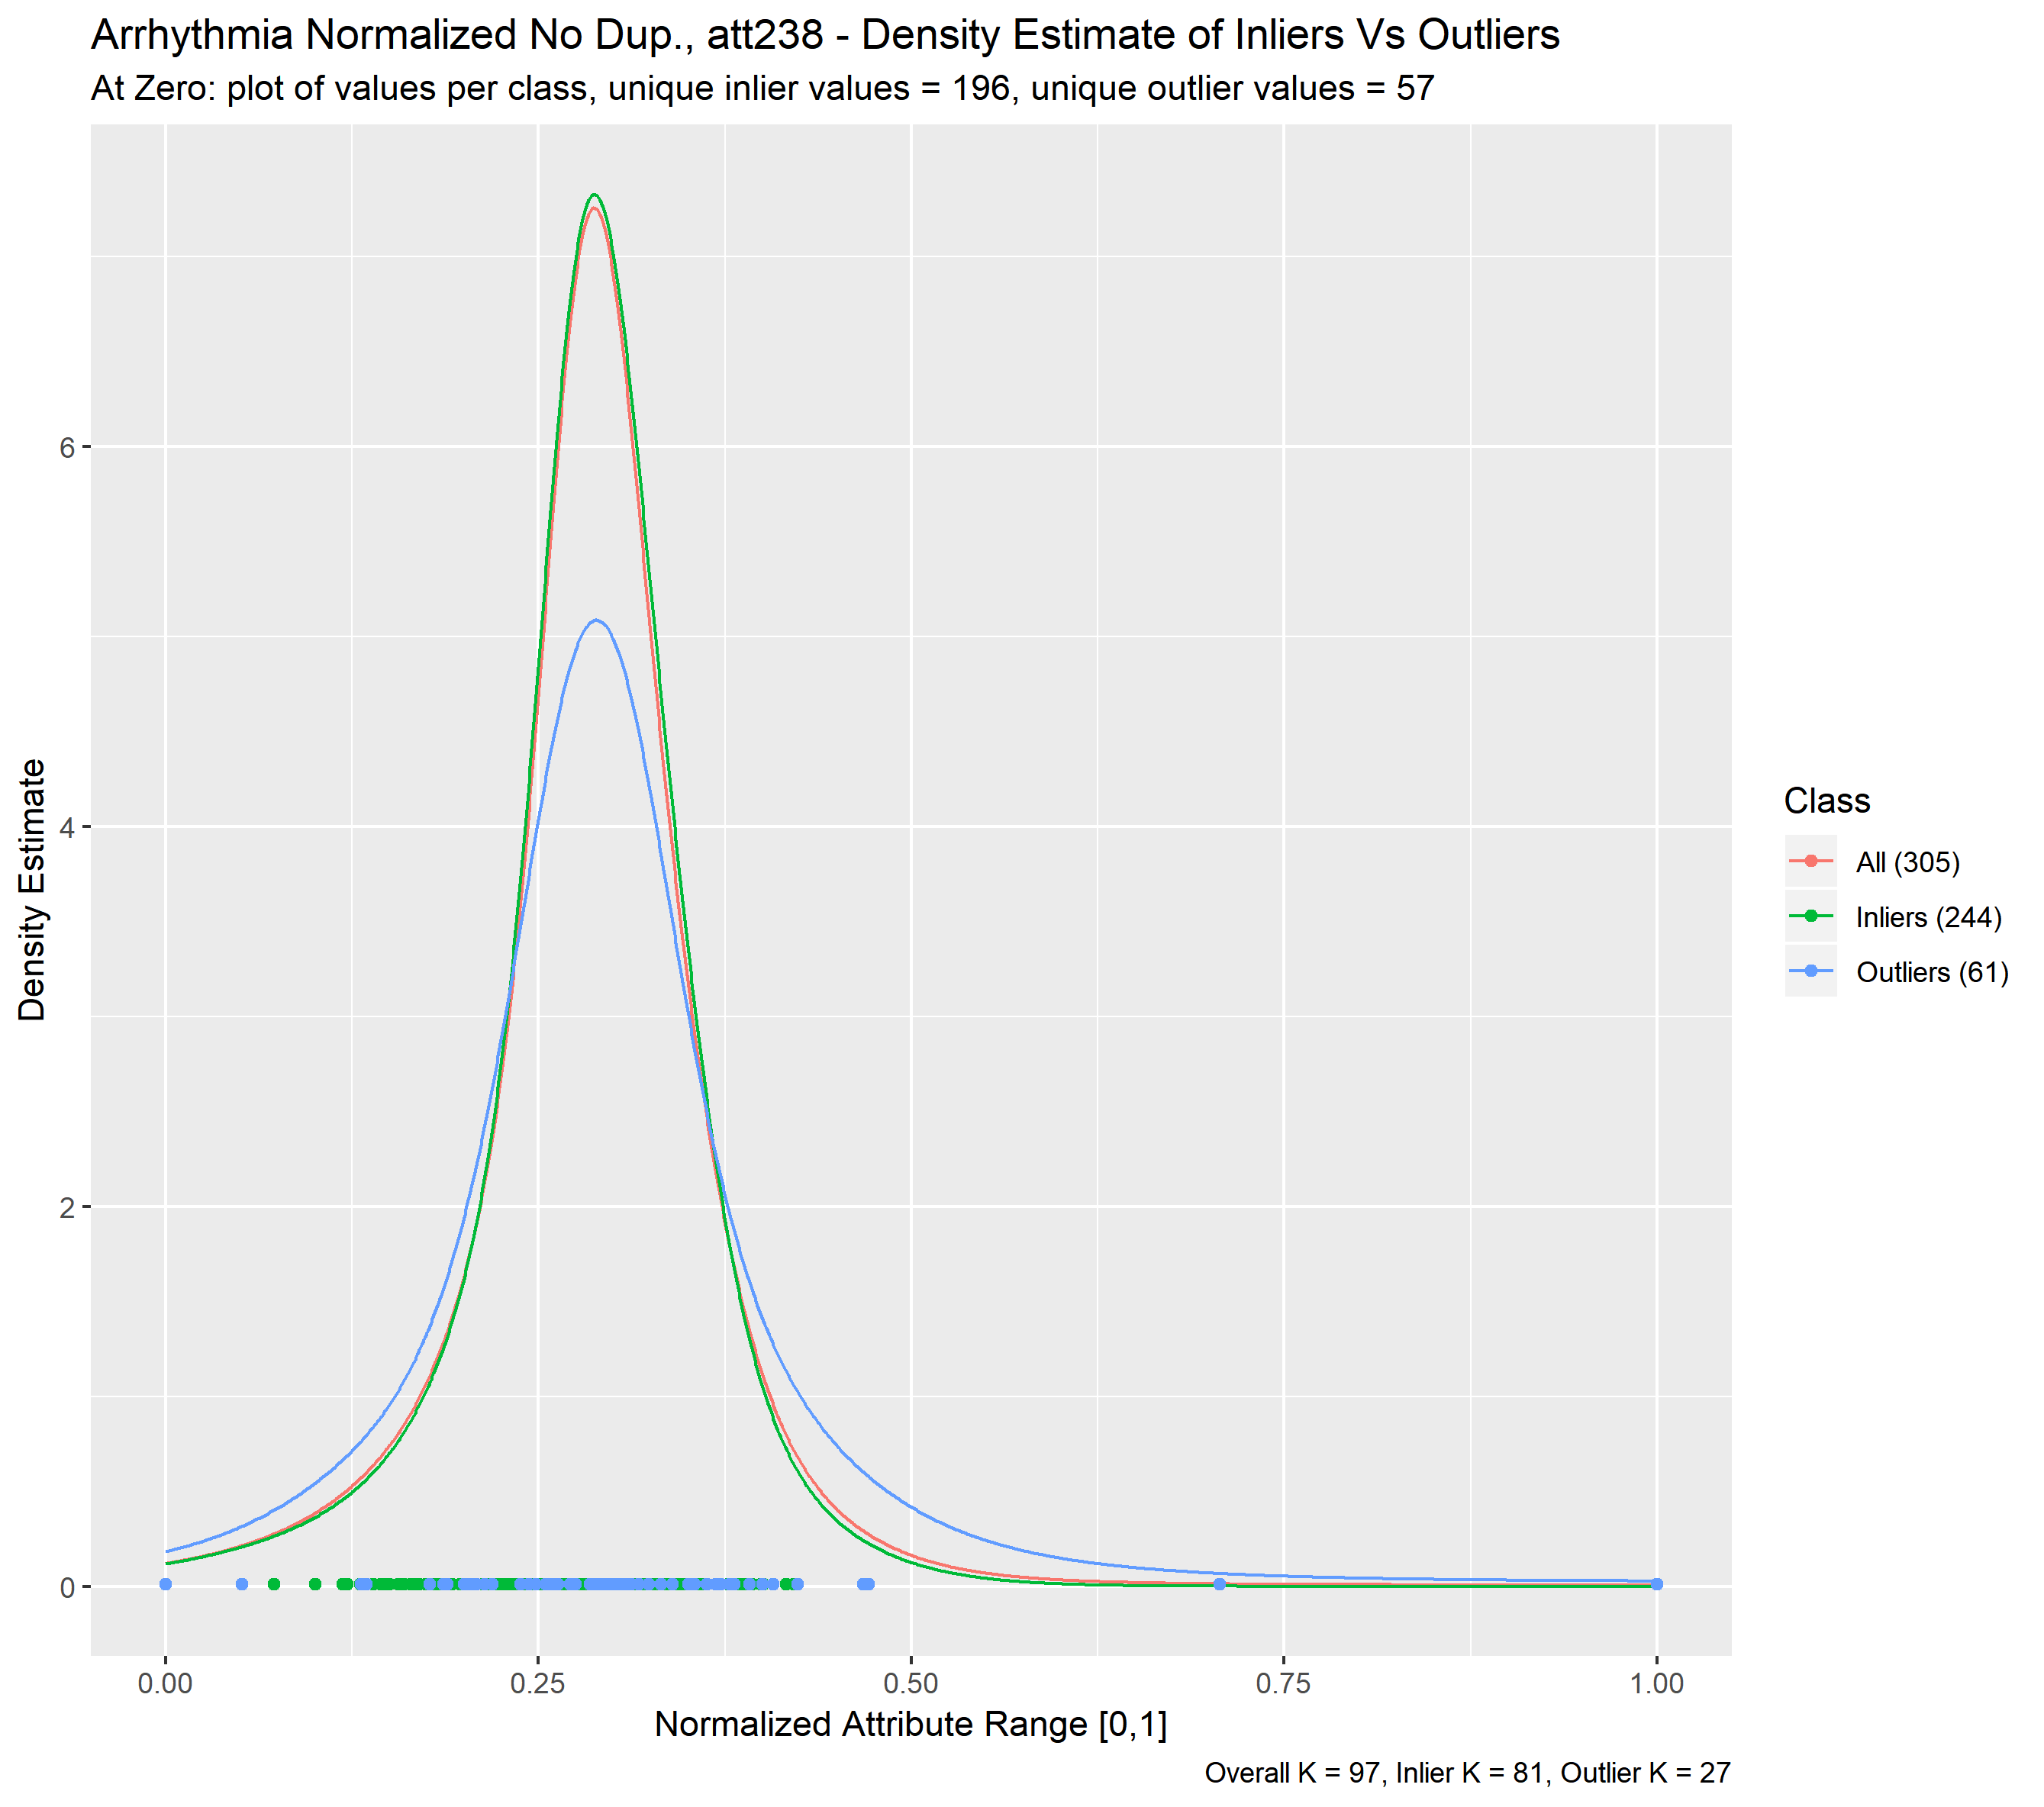 Arrhythmia Normalized No Dup., att238 - Density Estimate of Inliers Vs Outliers
At Zero: plot of values per class, unique inlier values = 196, unique outlier values = 57
Density Estimate
6
4
2
0
0.00 0.25 0.50 0.75 1.00
Normalized Attribute Range [0,1]
Class
All (305)
Inliers (244)
Outliers (61)
Overall K = 97, Inlier K = 81, Outlier K = 27